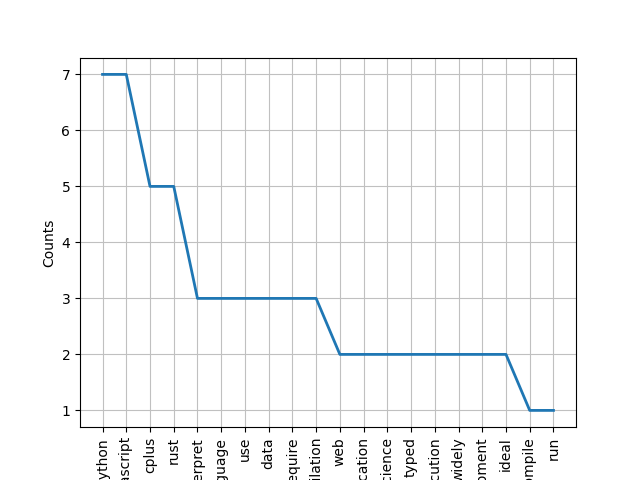 7
6
5
4
3
2
1
Counts
ython
ascript
cplus
rust
erpret
guage
use
data
equire
ilation
web
cation
cience
typed
cution
widely
pment
ideal
ompile
run